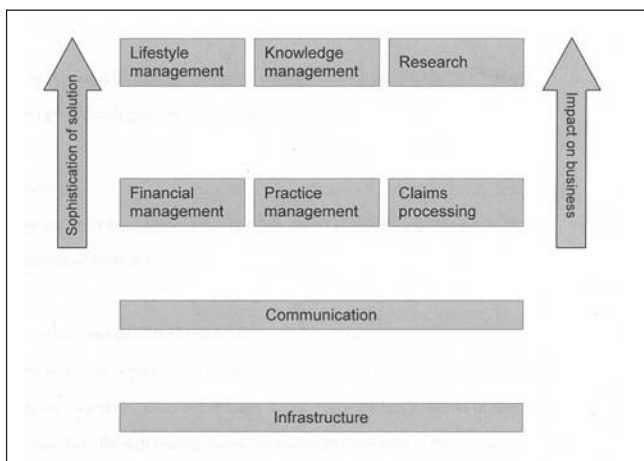 Sophistication of solution
Lifestyle
management
Knowledge
management
Research
Impact on business
Financial
management
Practice
management
Claims
processing
Communication
Infrastructure